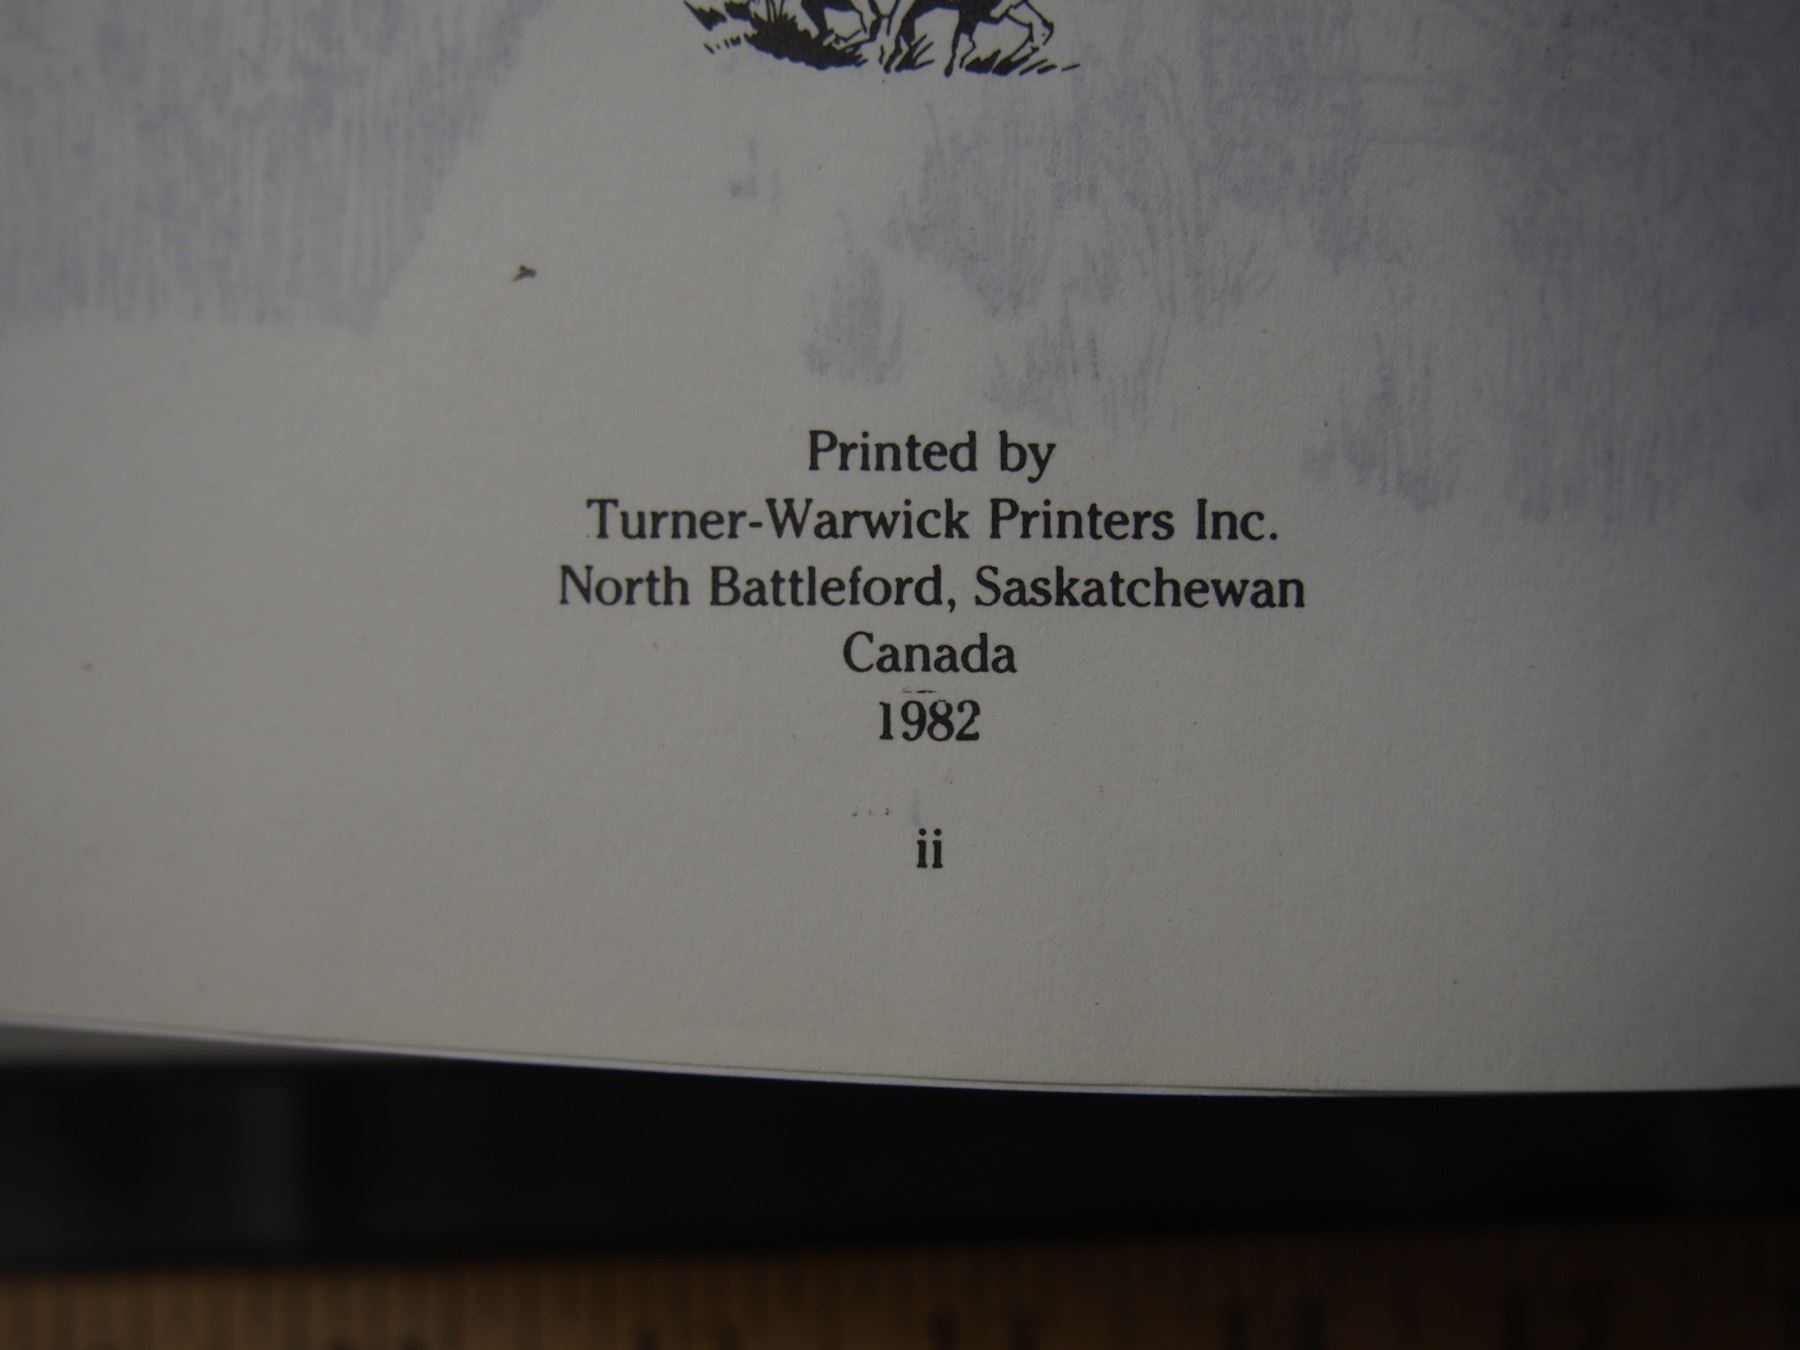 Printed by
Turner-Warwick Printers Inc.
North Battleford, Saskatchewan
Canada
1982
ii